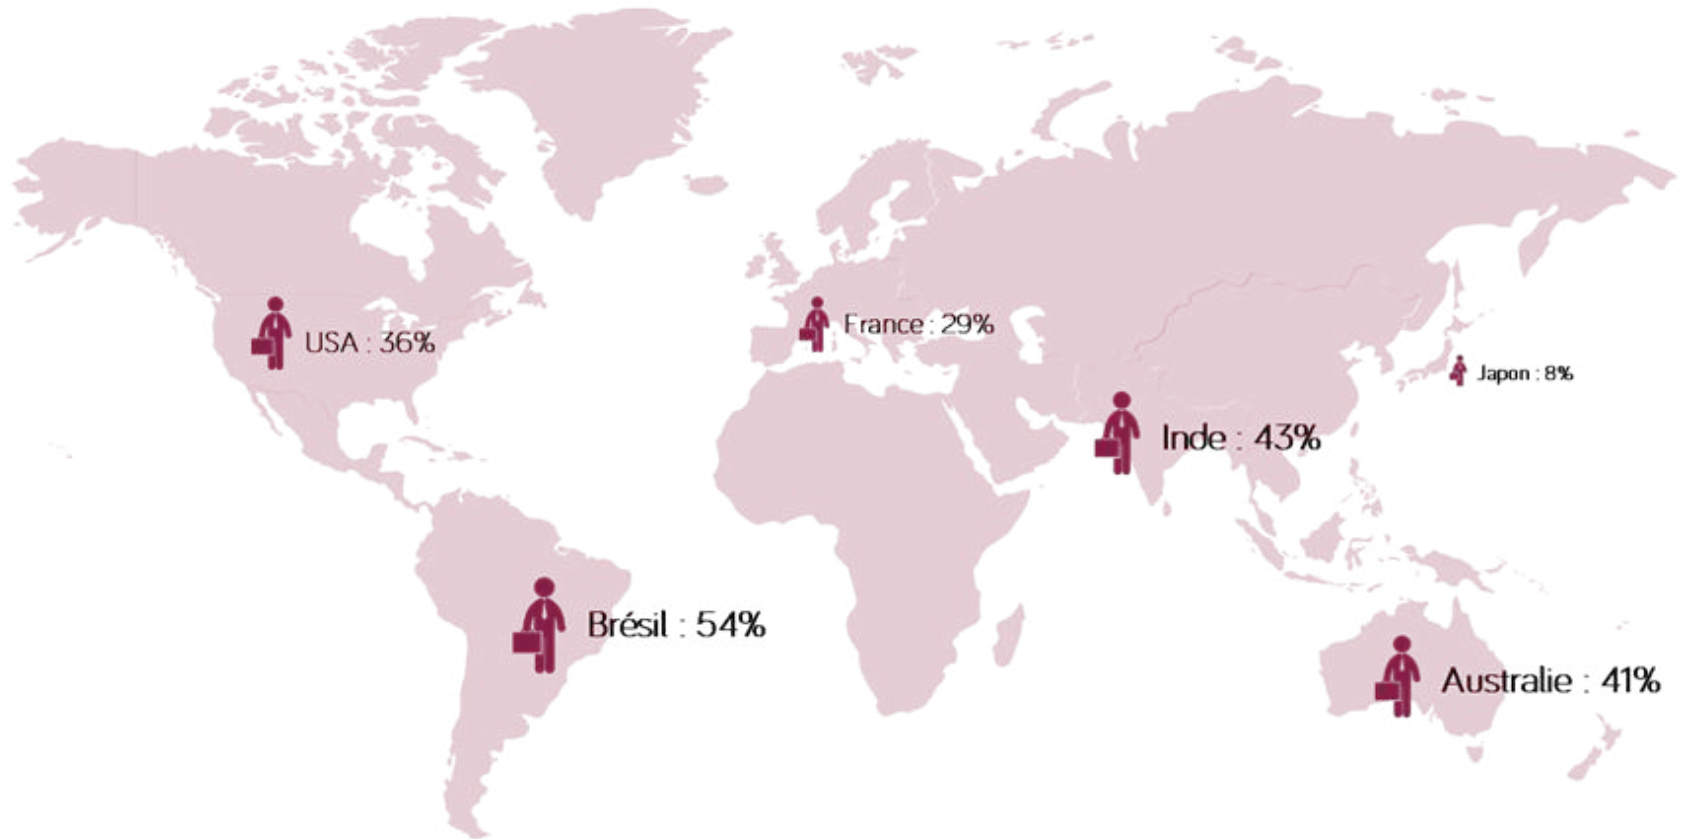 France : 29%
USA : 36%
Japon : 8%
Inde : 43%
Brésil : 54%
Australie : 41%